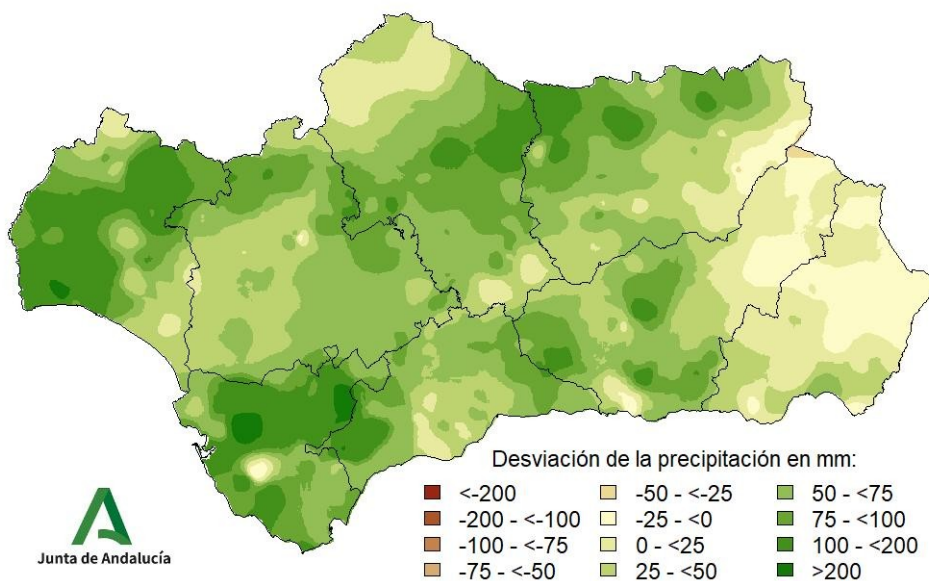 Desviación de la precipitación en mm:
<-200
-200 - <-100
-100 - <-75
-75 - <-50
-50 - <-25
-25 - <0
0 - <25
25 - <50
50 - <75
75 - <100
100 - <200
>200
Junta de Andalucía